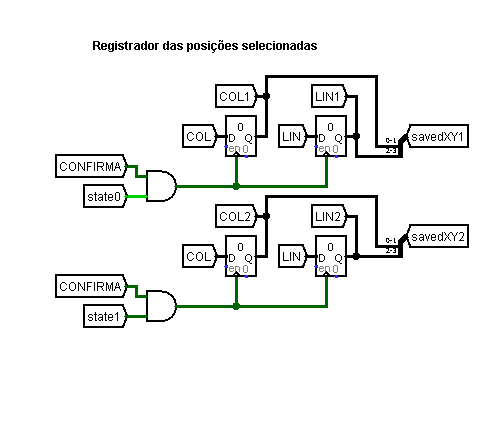 Registrador das posições selecionadas
COL1
LIN1
COL
0
D Q
en 0
LIN
0
D Q
en 0
0-1
2-3
savedXY1
CONFIRMA
state0
COL2
LIN2
COL
0
D Q
en 0
LIN
0
D Q
en 0
0-1
2-3
savedXY2
CONFIRMA
state1